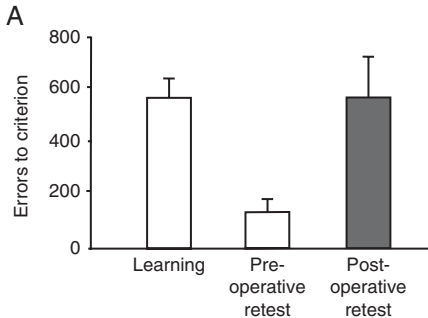 A
800
600
400
200
0
Errors to criterion
Learning
Pre-
operative
retest
Post-
operative
retest